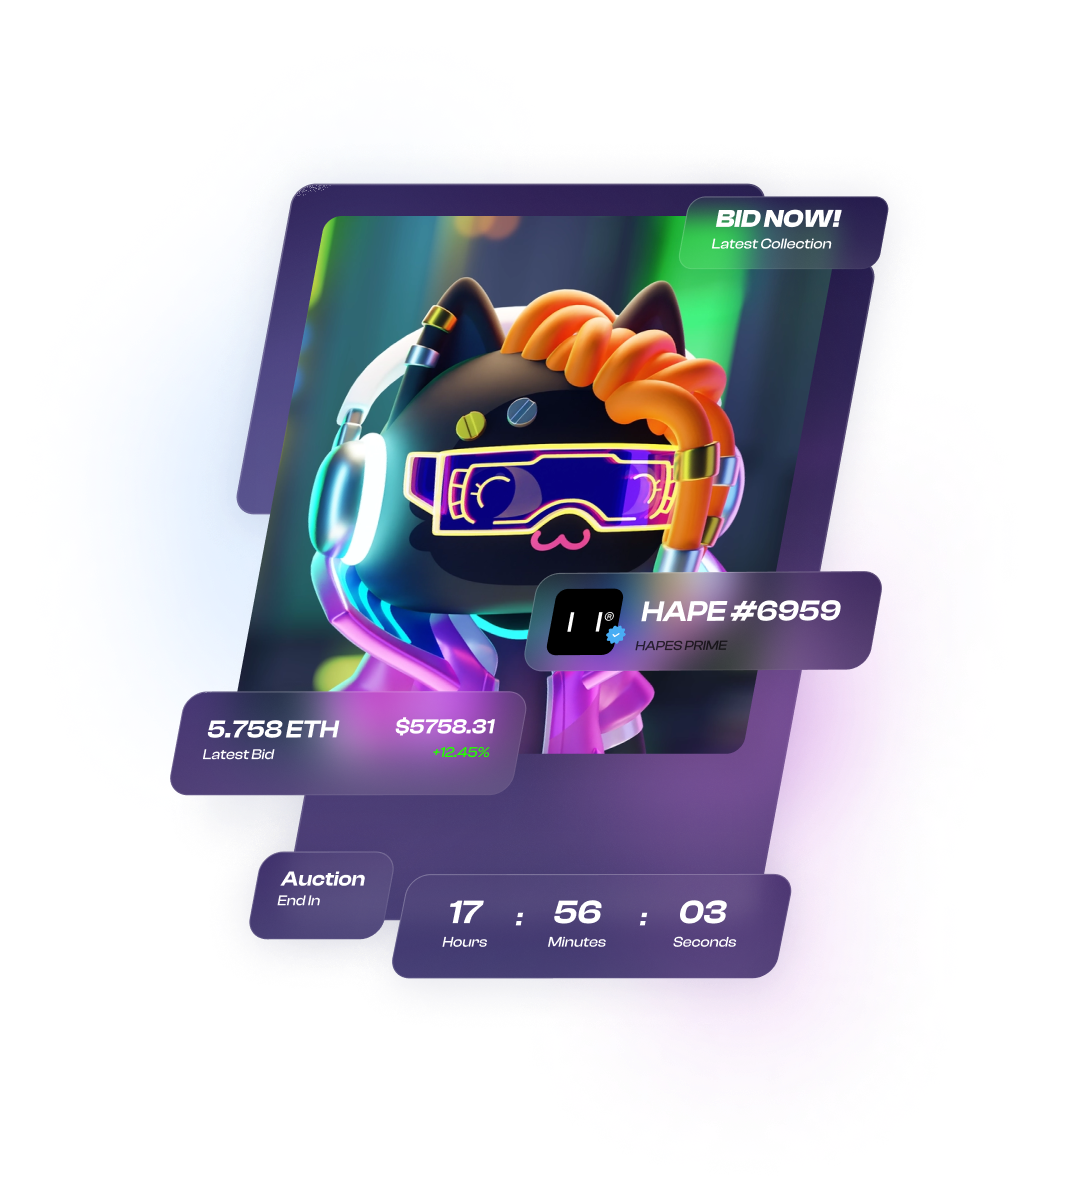 BID NOW!
Latest Collection
HAPE #6959
HAPES PRIME
5.758 ETH $5758.31
Latest Bid +12.45%
Auction
End In
17 : 56 : 03
Hours Minutes Seconds